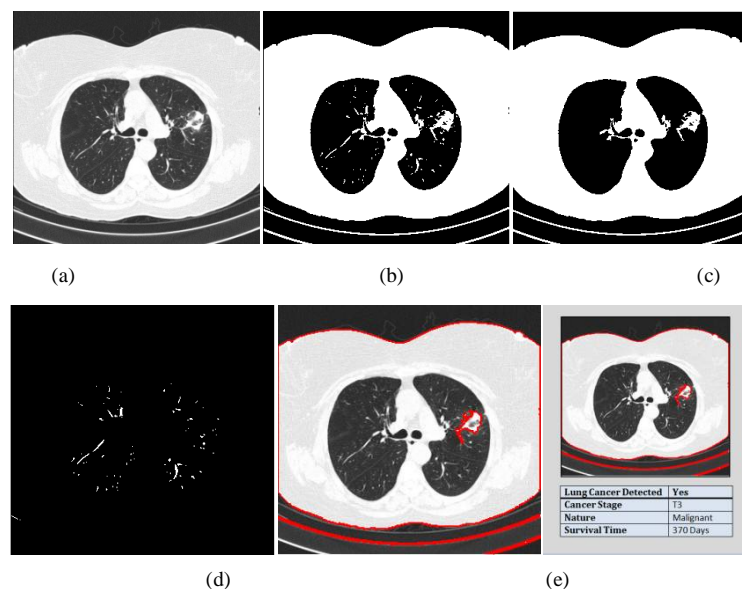 (a) (b) (c)
Lung Cancer Detected Yes
Cancer Stage T3
Nature Malignant
Survival Time 370 Days
(d) (e)